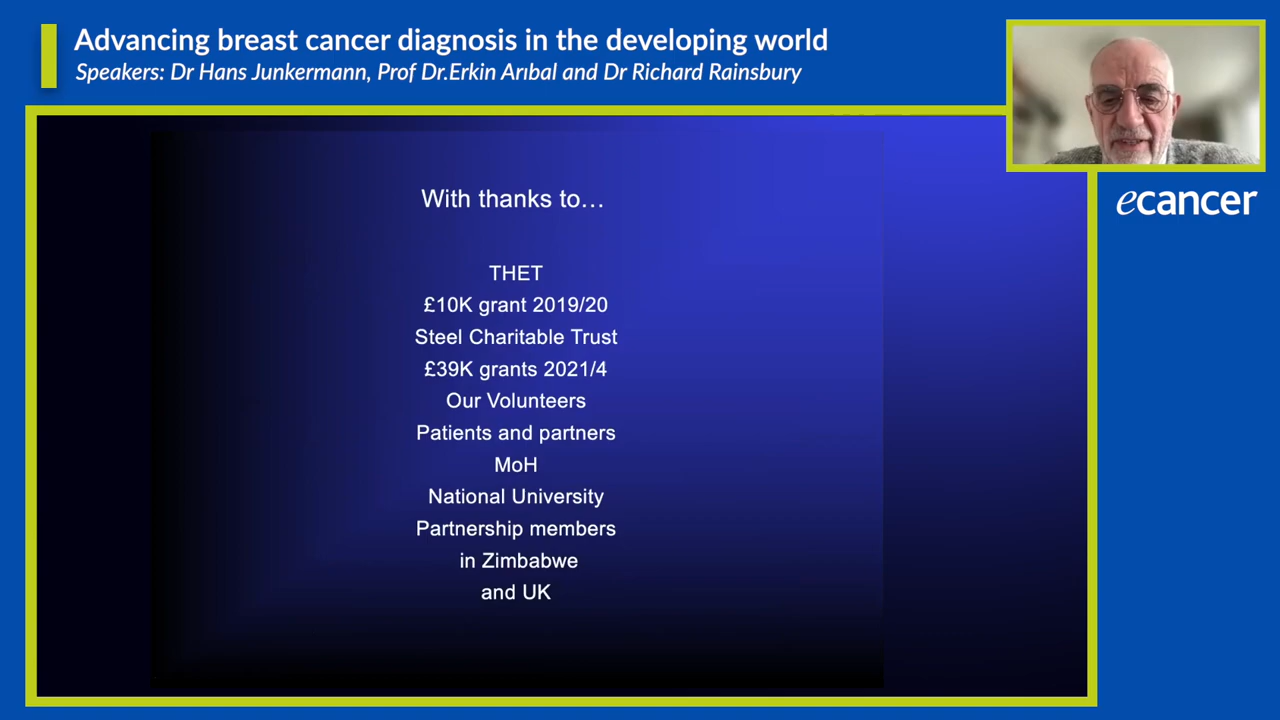 Advancing breast cancer diagnosis in the developing world
Speakers: Dr Hans Junkermann, Prof Dr.Erkin Arıbal and Dr Richard Rainsbury
ecancer
With thanks to…
THET
£10K grant 2019/20
Steel Charitable Trust
£39K grants 2021/4
Our Volunteers
Patients and partners
MoH
National University
Partnership members
in Zimbabwe
and UK